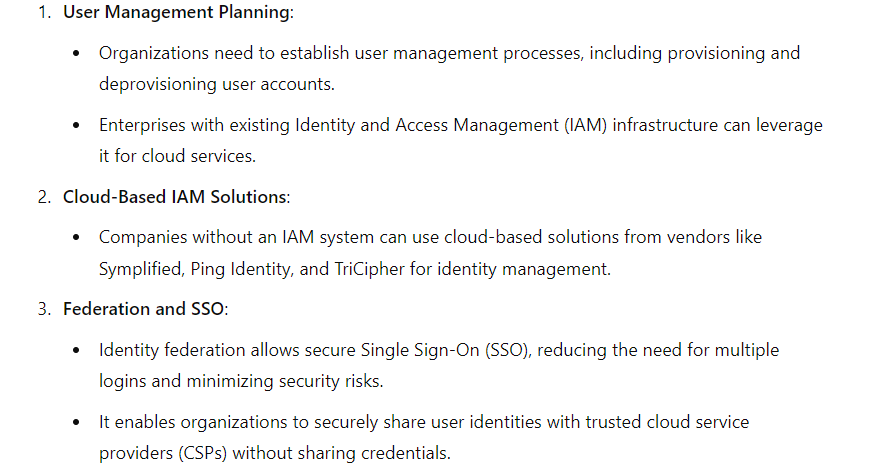 1. User Management Planning:
• Organizations need to establish user management processes, including provisioning and
deprovisioning user accounts.
• Enterprises with existing Identity and Access Management (IAM) infrastructure can leverage
it for cloud services.
2. Cloud-Based IAM Solutions:
• Companies without an IAM system can use cloud-based solutions from vendors like
Symplified, Ping Identity, and TriCipher for identity management.
3. Federation and SSO:
• Identity federation allows secure Single Sign-On (SSO), reducing the need for multiple
logins and minimizing security risks.
• It enables organizations to securely share user identities with trusted cloud service
providers (CSPs) without sharing credentials.